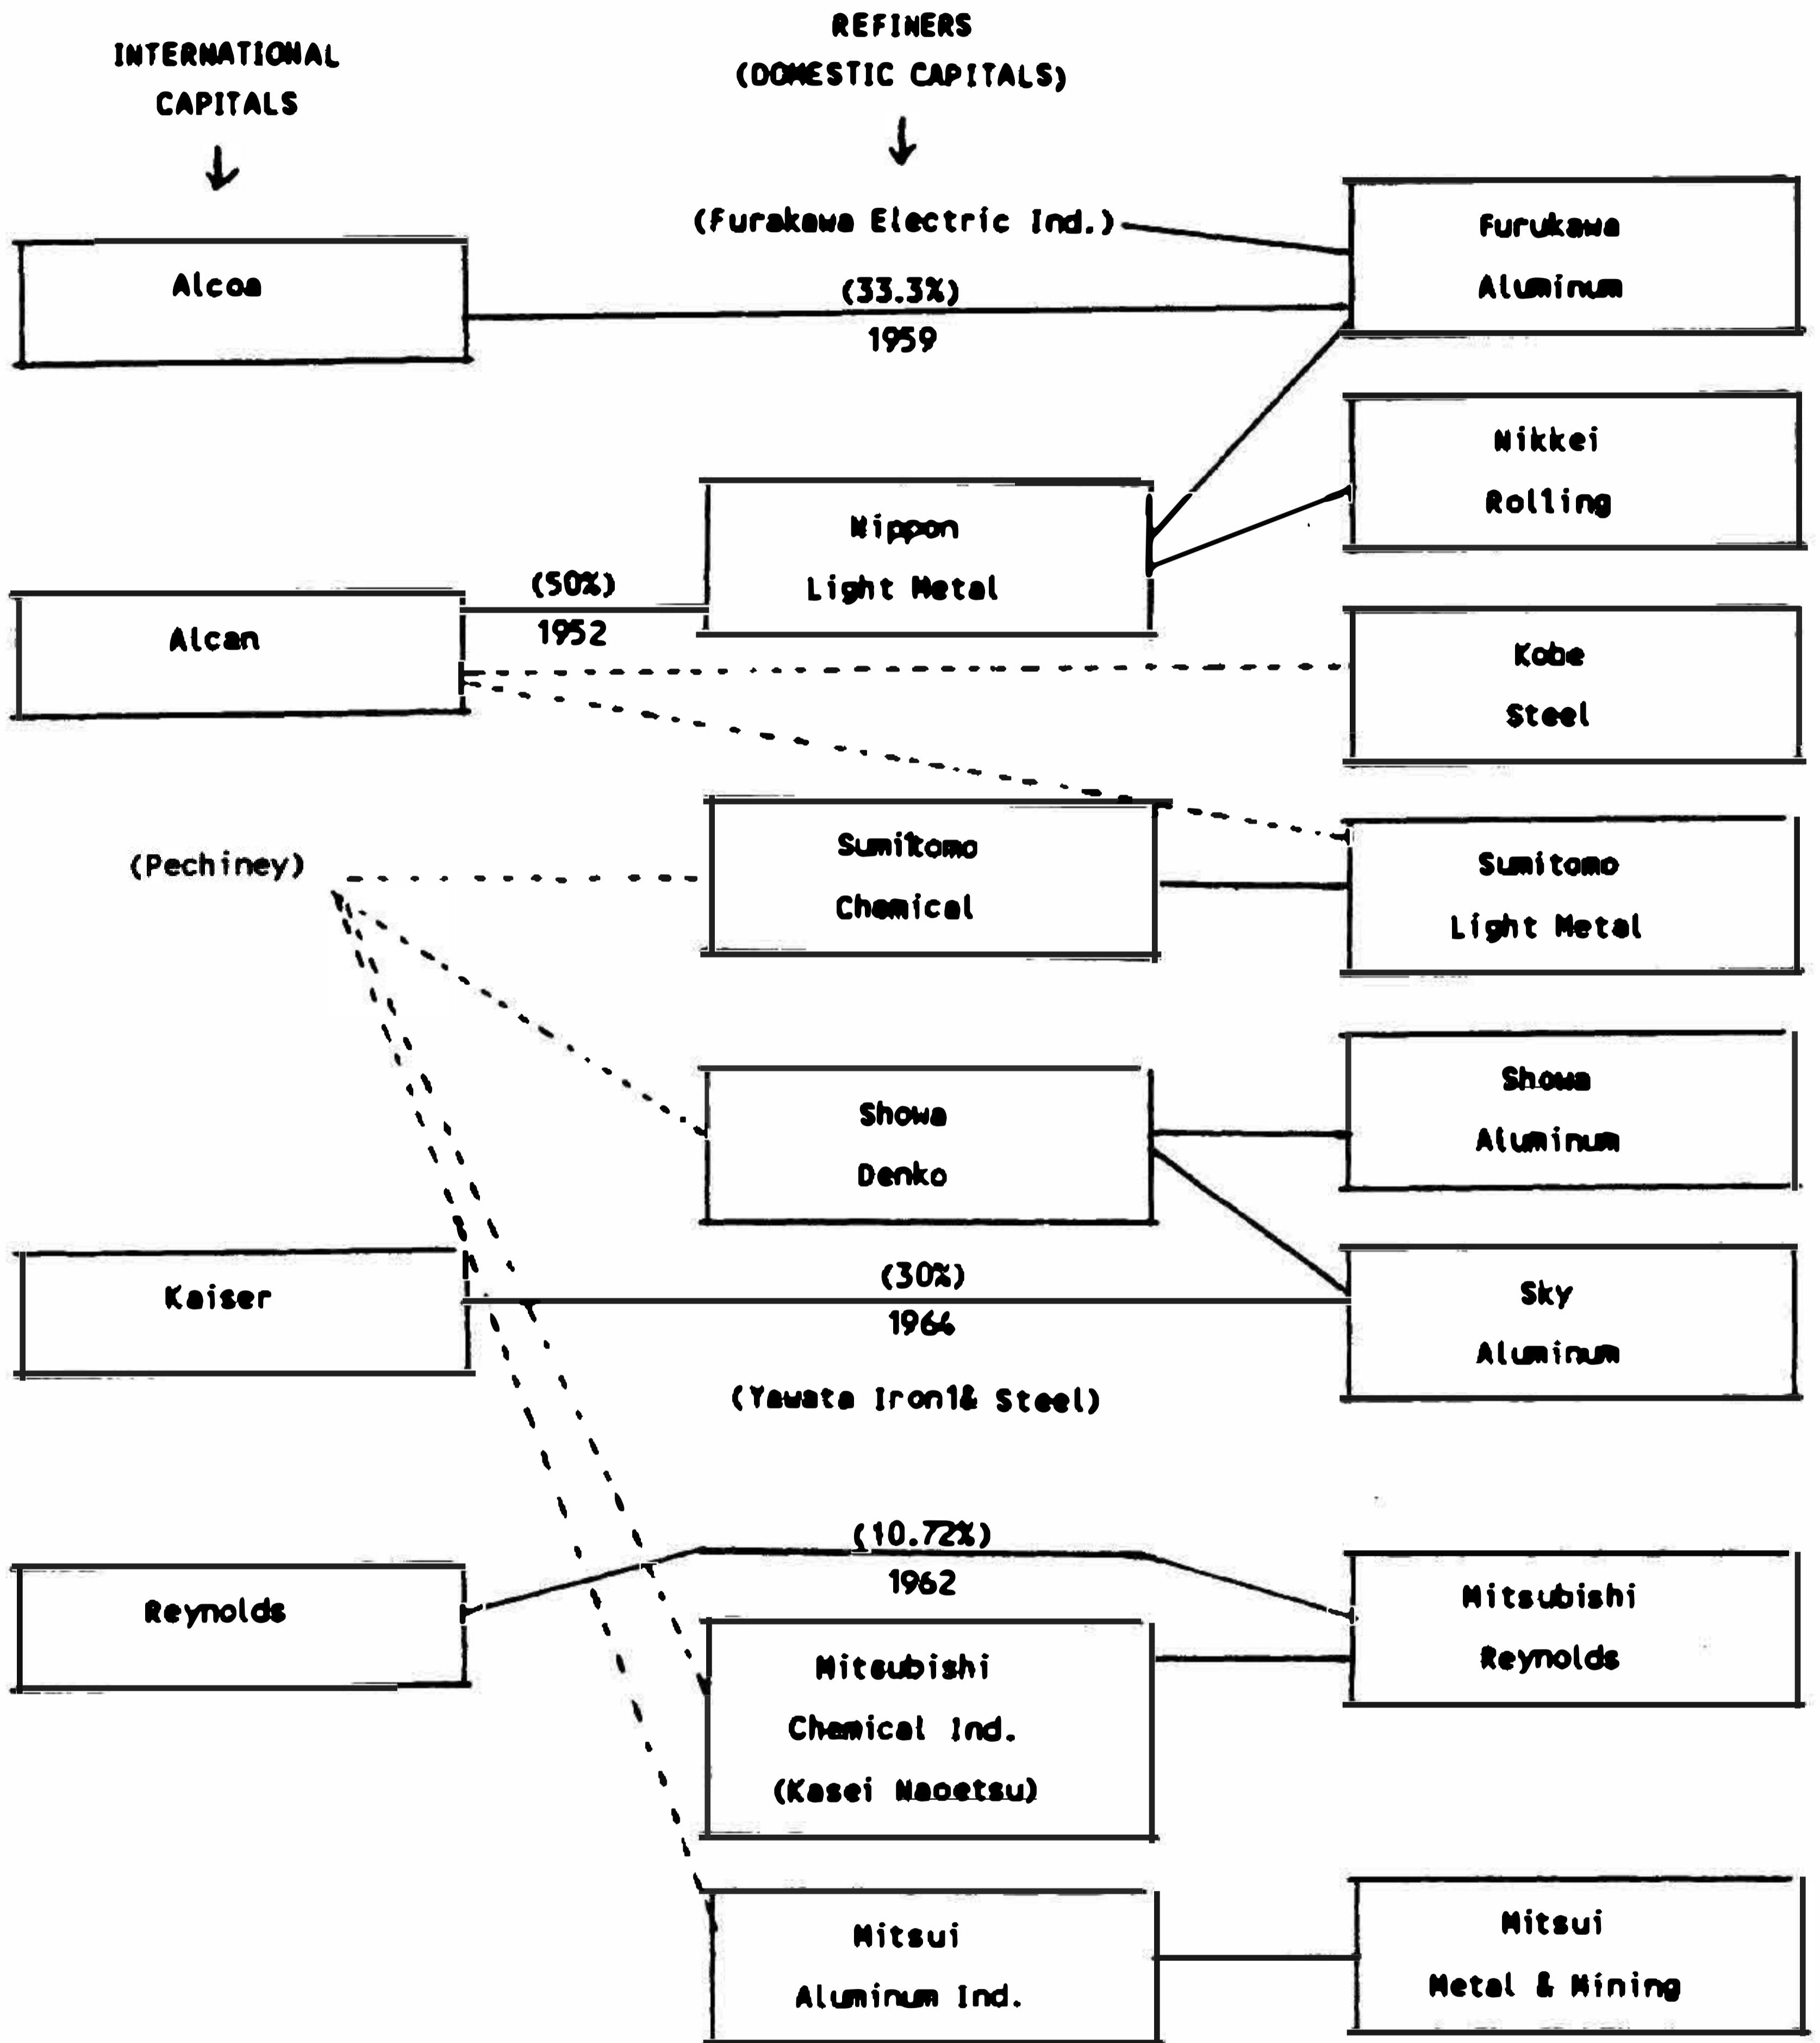 INTERNATIONAL
CAPITALS
REFINERS
(DOMESTIC CAPITALS)
(Furakawa Electric Ind.)
Furukawa
Aluminum
Alcoa
(33.3%)
1959
Nikkei
Rolling
Nippon
Light Metal
Alcan
(50%)
1952
Kobe
Steel
(Pechiney)
Sumitomo
Chemical
Sumitomo
Light Metal
Showa
Denko
Showa
Aluminum
Kaiser
(30%)
1964
Sky
Aluminum
(Yawata Iron1& Steel)
Reynolds
(10.72%)
1962
Mitsubishi
Reynolds
Mitsubishi
Chemical Ind.
(Kasei Naoetsu)
Mitsui
Aluminum Ind.
Mitsui
Metal & Mining